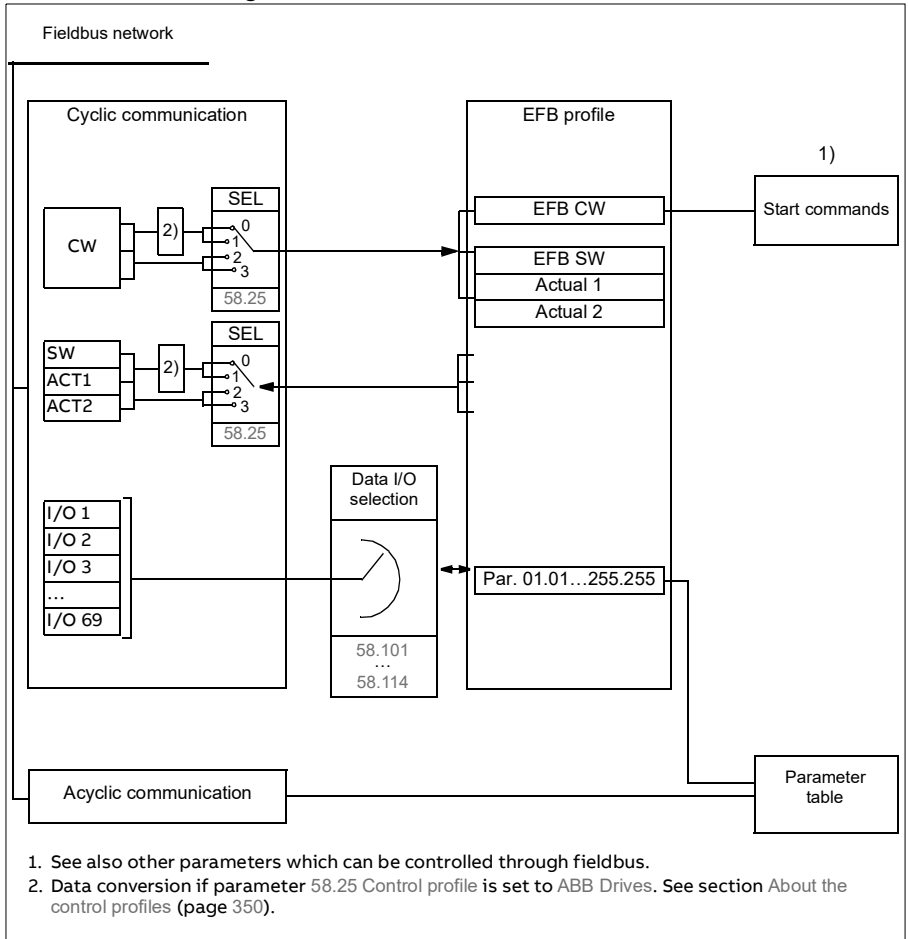 Fieldbus network
Cyclic communication
EFB profile
1)
SEL
CW
2)
0
1
2
3
58.25
EFB CW
Start commands
EFB SW
Actual 1
Actual 2
SEL
SW
ACT1
ACT2
2)
0
1
2
3
58.25
Data I/O
selection
I/O 1
I/O 2
I/O 3
...
I/O 69
Par. 01.01...255.255
58.101
...
58.114
Acyclic communication
Parameter
table
1. See also other parameters which can be controlled through fieldbus.
2. Data conversion if parameter 58.25 Control profile is set to ABB Drives. See section About the
control profiles (page 350).